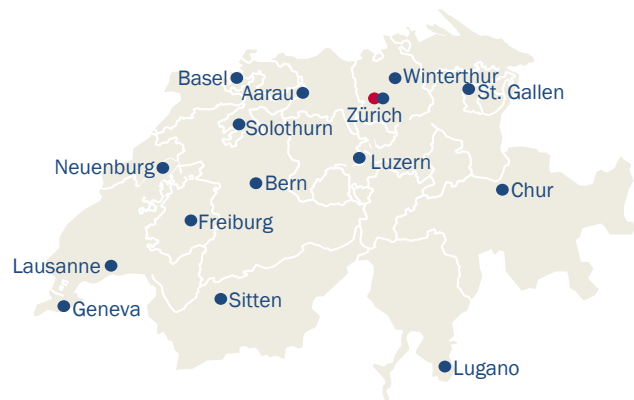 Basel
Winterthur
Aarau
St. Gallen
Zürich
Solothurn
Neuenburg
Luzern
Bern
Chur
Freiburg
Lausanne
Sitten
Geneva
Lugano